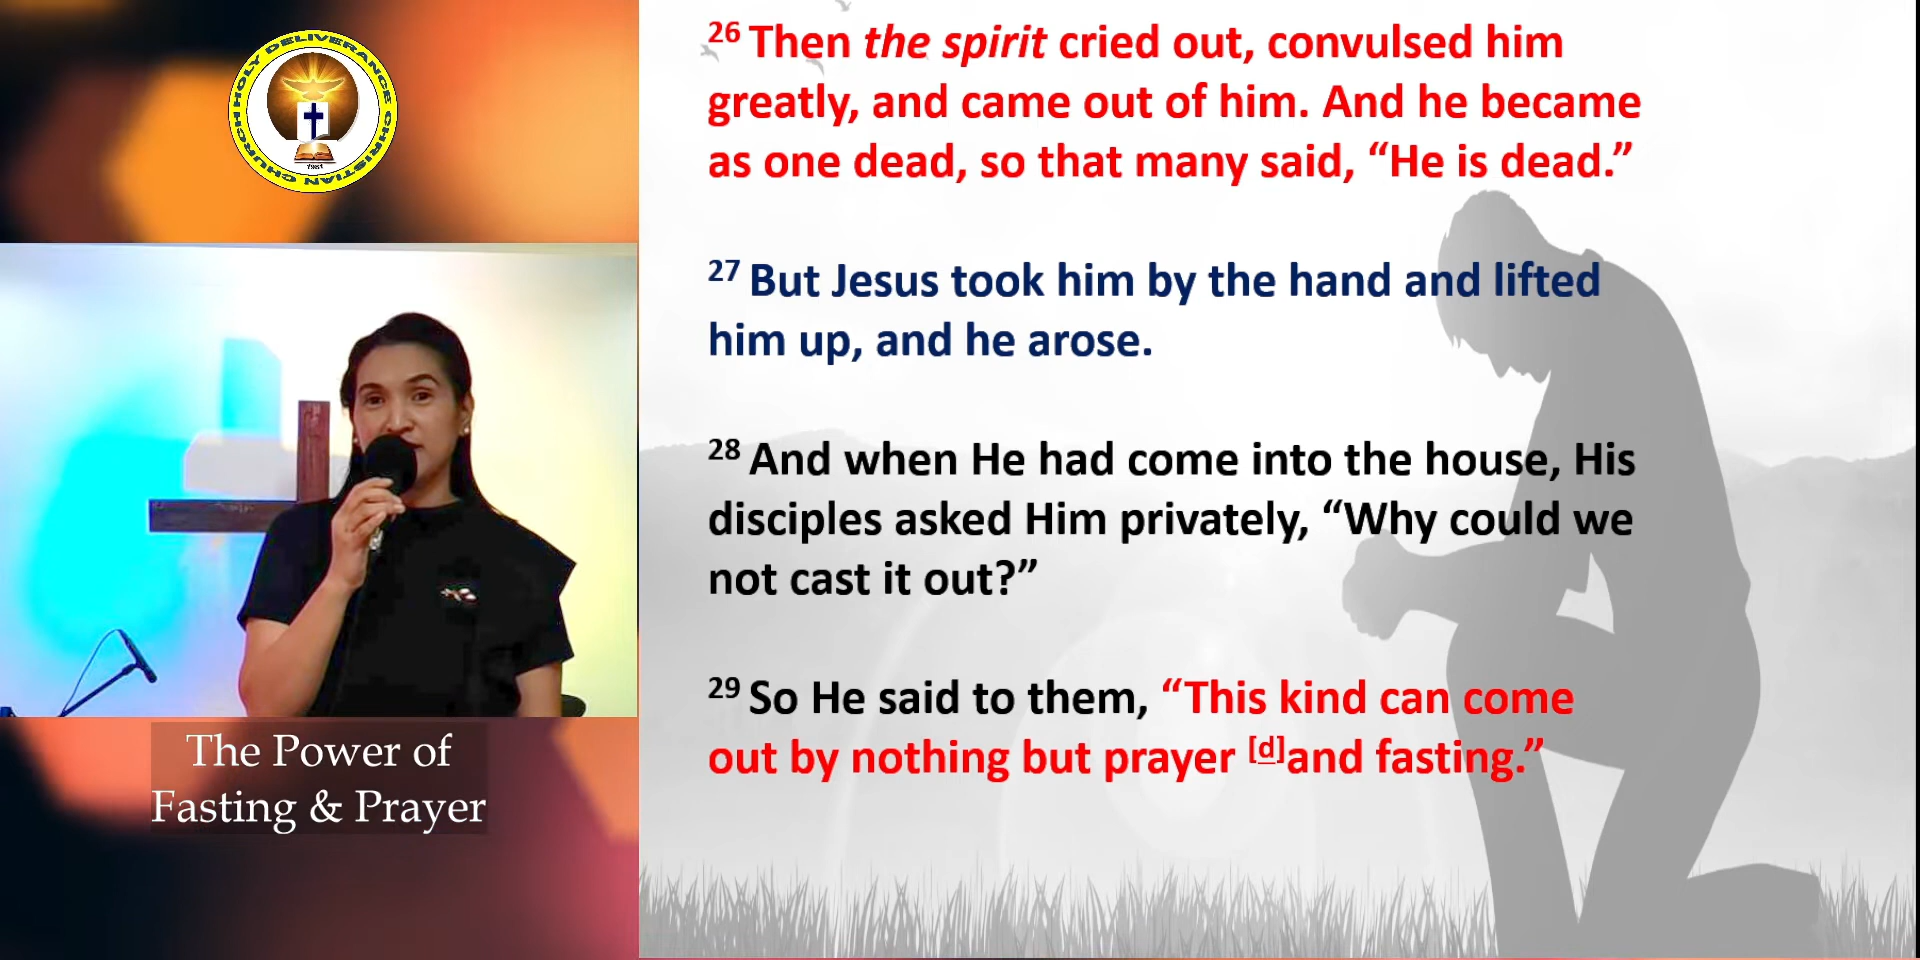 HOLY DELIVERANCE CHRISTIAN CHURCH
The Power of
Fasting & Prayer
26 Then the spirit cried out, convulsed him
greatly, and came out of him. And he became
as one dead, so that many said, “He is dead.”
27 But Jesus took him by the hand and lifted
him up, and he arose.
28 And when He had come into the house, His
disciples asked Him privately, “Why could we
not cast it out?”
29 So He said to them, “This kind can come
out by nothing but prayer [d]and fasting.”